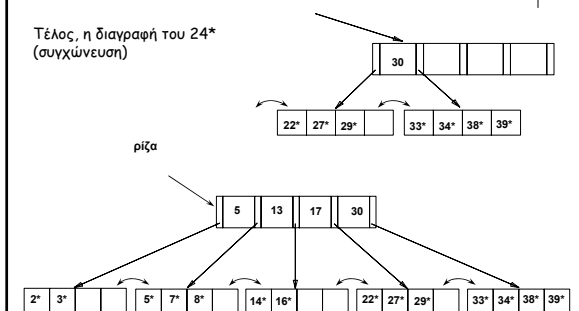 Τέλος, η διαγραφή του 24*
(συγχώνευση)
30
22* 27* 29* 33* 34* 38* 39*
ρίζα
5 13 17 30
2* 3* 5* 7* 8* 14* 16* 22* 27* 29* 33* 34* 38* 39*